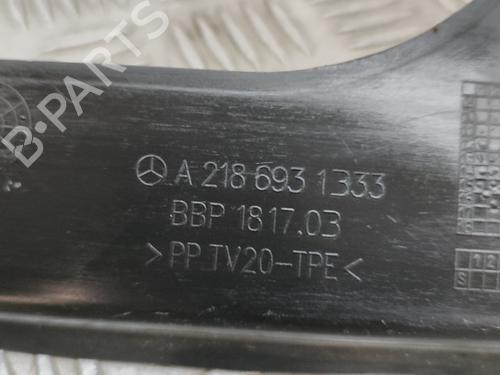 B-PARTS
A 218 693 1333
BBP 1817.03
>PP TV20-TPE<